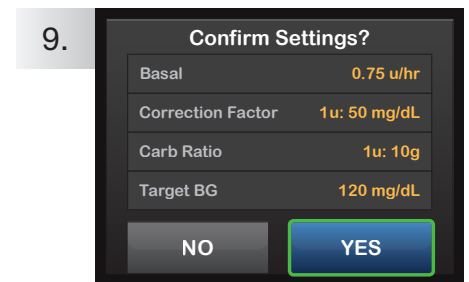 9.
Confirm Settings?
Basal 0.75 u/hr
Correction Factor 1u: 50 mg/dL
Carb Ratio 1u: 10g
Target BG 120 mg/dL
NO YES